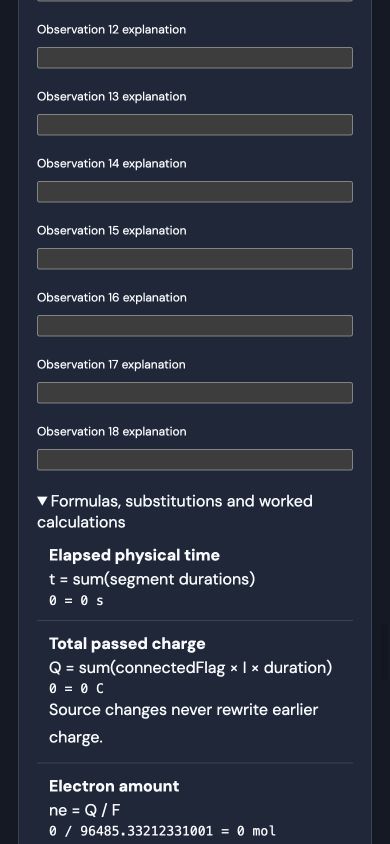 Observation 12 explanation
Observation 13 explanation
Observation 14 explanation
Observation 15 explanation
Observation 16 explanation
Observation 17 explanation
Observation 18 explanation
▼ Formulas, substitutions and worked
calculations
Elapsed physical time
t = sum(segment durations)
0 = 0 s
Total passed charge
Q = sum(connectedFlag × I × duration)
0 = 0 C
Source changes never rewrite earlier
charge.
Electron amount
ne = Q / F
0 / 96485.33212331001 = 0 mol